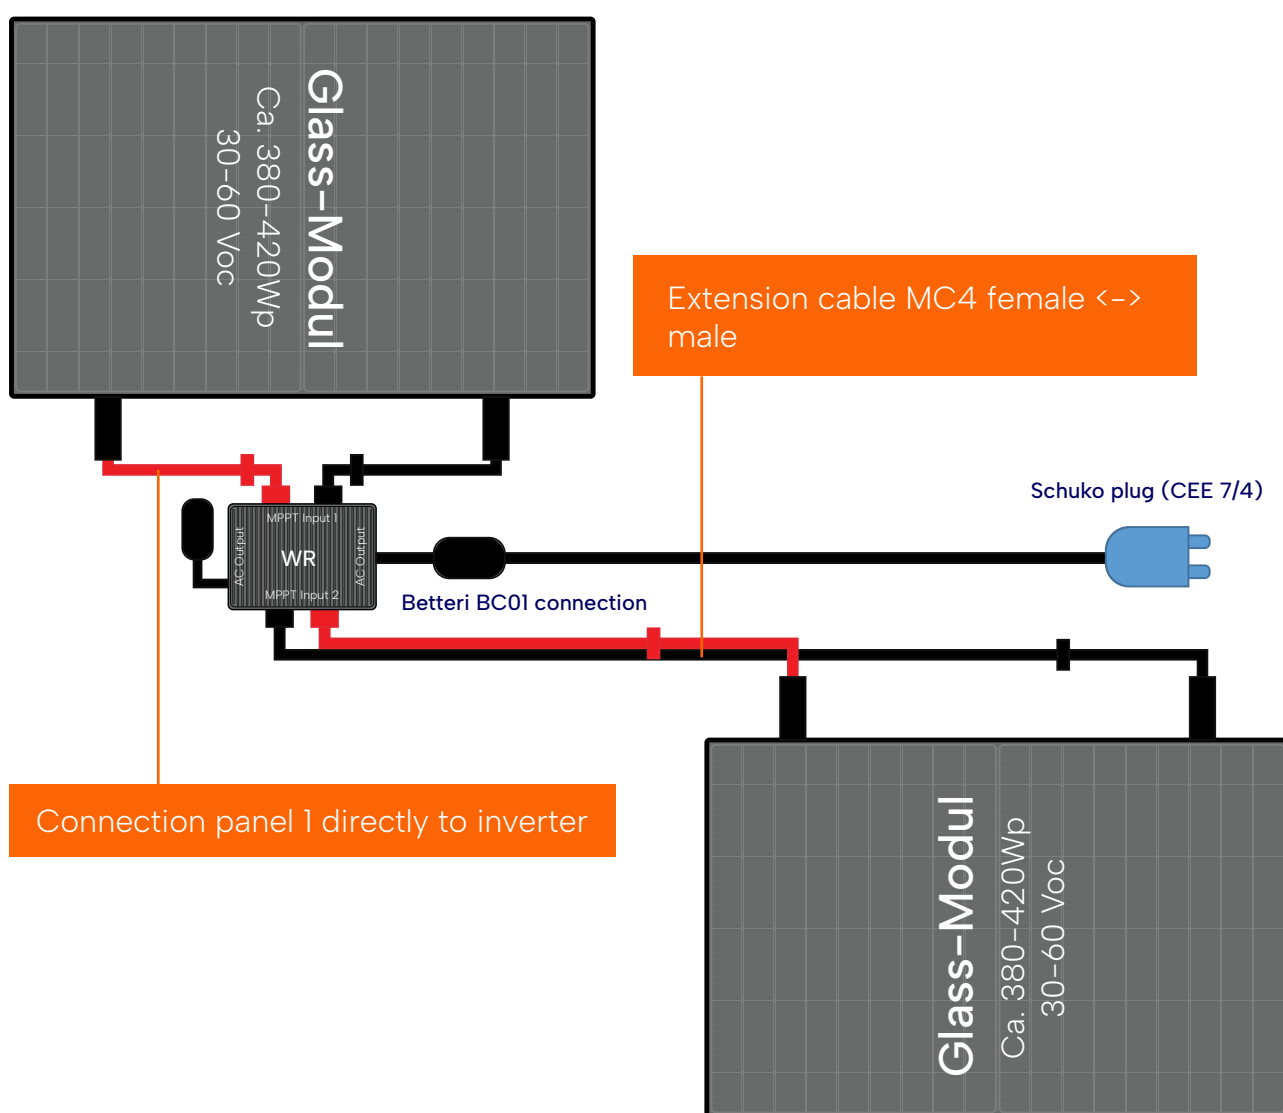 Glass-Modul
Ca. 380-420Wp
30-60 Voc
Extension cable MC4 female <->
male
Schuko plug (CEE 7/4)
MPPT Input 1
AC Output
WR
AC Output
MPPT Input 2
Betteri BC01 connection
Connection panel 1 directly to inverter
Glass-Modul
Ca. 380-420Wp
30-60 Voc